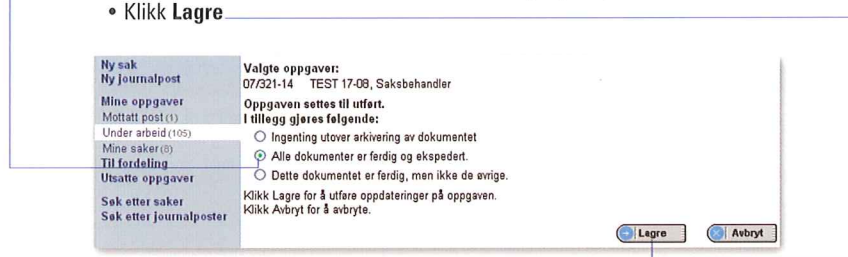 • Klikk Lagre
Ny sak
Ny journalpost
Mine oppgaver
Mottatt post (1)
Under arbeid (105)
Mine saker (8)
Til fordeling
Utsatte oppgaver
Søk etter saker
Søk etter journalposter
Valgte oppgaver:
07/321-14 TEST 17-08, Saksbehandler
Oppgaven settes til utført.
I tillegg gjøres følgende:
Ingenting utover arkivering av dokumentet
Alle dokumenter er ferdig og ekspedert.
Dette dokumentet er ferdig, men ikke de øvrige.
Klikk Lagre for å utføre oppdateringer på oppgaven.
Klikk Avbryt for å avbryte.
Lagre
Avbryt